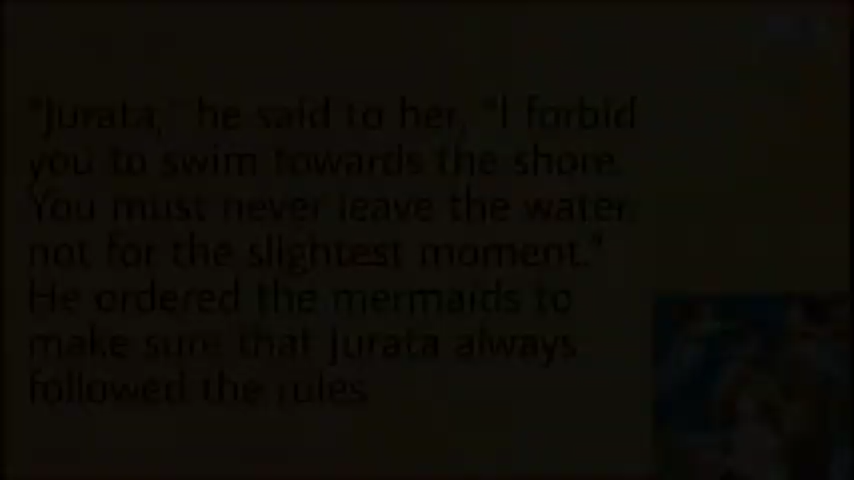 "Jurata," he said to her, "I forbid
you to swim towards the shore.
You must never leave the water
not for the slightest moment."
He ordered the mermaids to
make sure that Jurata always
followed the rules